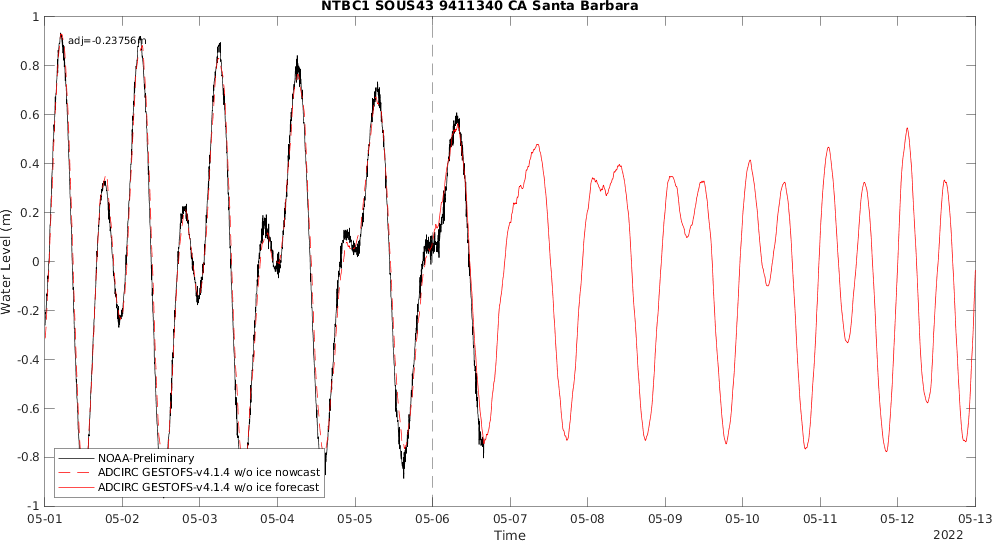 NTBC1 SOUS43 9411340 CA Santa Barbara
adj=-0.23756 m
1
0.8
0.6
0.4
0.2
0
-0.2
-0.4
-0.6
-0.8
-1
Water Level (m)
NOAA-Preliminary
ADCIRC GESTOFS-v4.1.4 w/o ice nowcast
ADCIRC GESTOFS-v4.1.4 w/o ice forecast
05-01 05-02 05-03 05-04 05-05 05-06 05-07 05-08 05-09 05-10 05-11 05-12 05-13
Time
2022